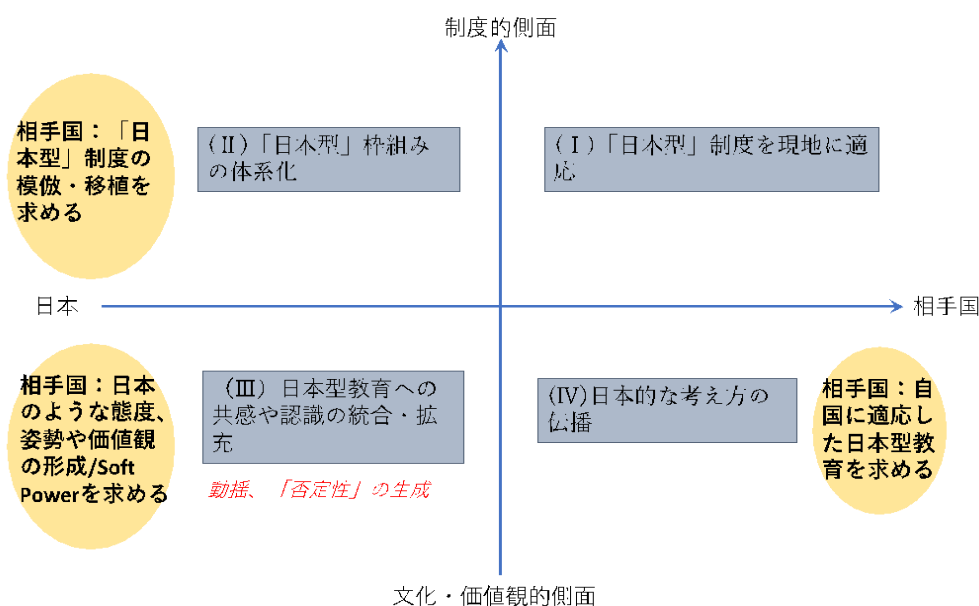 制度的側面
相手国：「日
本型」制度の
模倣・移植を
求める
(Ⅱ)「日本型」枠組み
の体系化
(Ⅰ)「日本型」制度を現地に適
応
日本
相手国
相手国：日本
のような態度、
姿勢や価値観
の形成/Soft
Powerを求める
(Ⅲ) 日本型教育への
共感や認識の統合・拡
充
動揺、「否定性」の生成
(Ⅳ)日本的な考え方の
伝播
相手国：自
国に適応し
た日本型教
育を求める
文化・価値観的側面